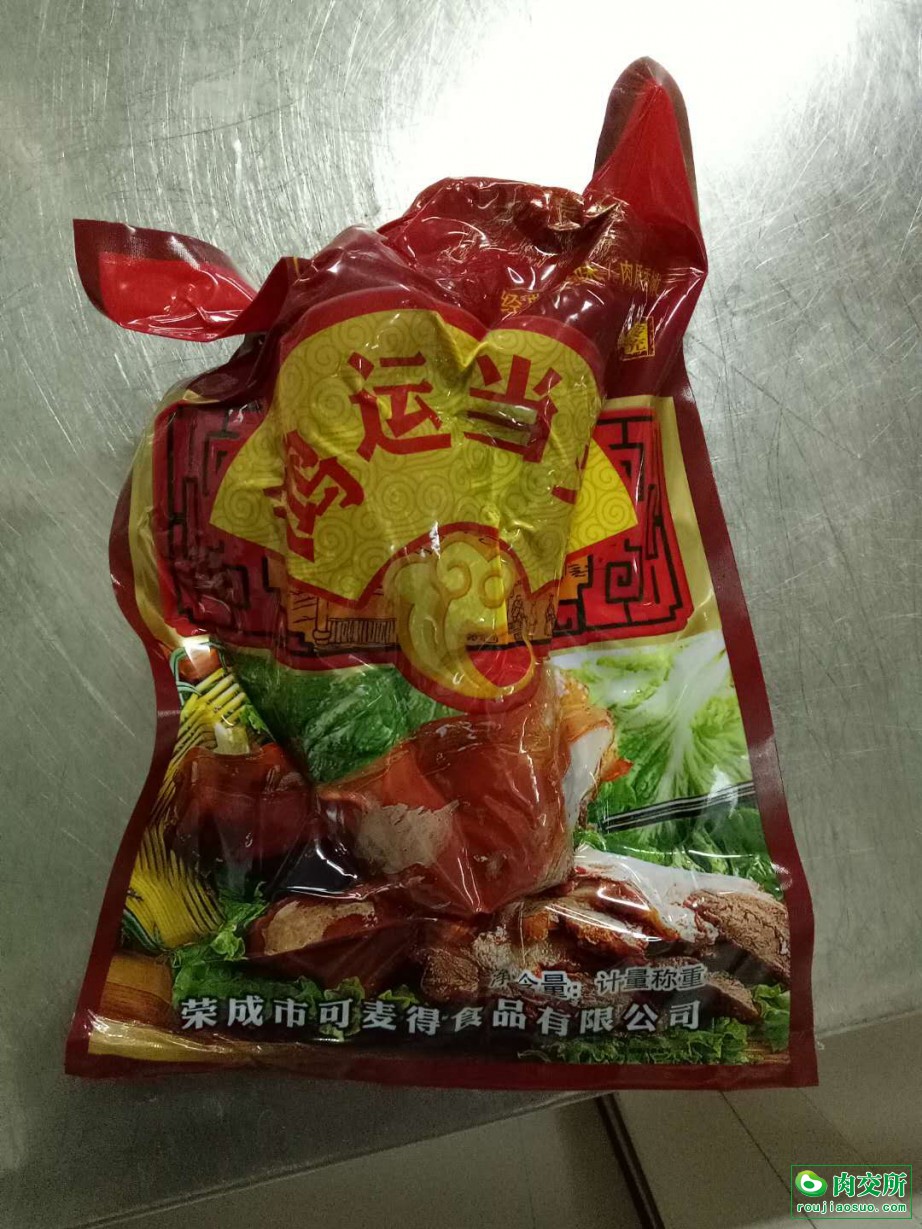 运当
净含量：计量称重
荣成市可麦得食品有限公司
肉交所
roujiaosuo.com